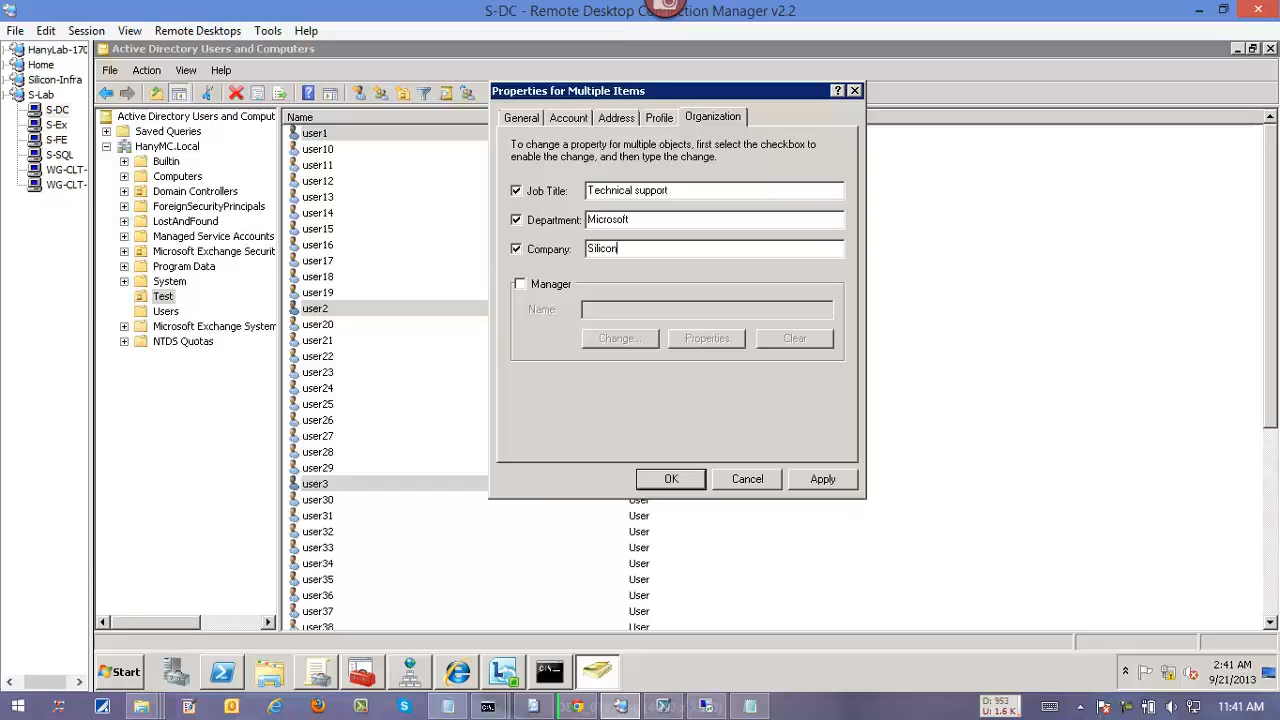 S-DC - Remote Desktop Connection Manager v2.2
File Edit Session View Remote Desktops Tools Help
HanyLab-170
Home
Silicon-Infra
S-Lab
S-DC
S-Ex
S-FE
S-SQL
WG-CLT-
WG-CLT-
Active Directory Users and Computers
File Action View Help
Active Directory Users and Comput
Saved Queries
HanyMC.Local
Builtin
Computers
Domain Controllers
ForeignSecurityPrincipals
LostAndFound
Managed Service Accounts
Microsoft Exchange Securit
Program Data
System
Test
Users
Microsoft Exchange System
NTDS Quotas
Name
user1
user10
user11
user12
user13
user14
user15
user16
user17
user18
user19
user2
user20
user21
user22
user23
user24
user25
user26
user27
user28
user29
user3
user30 User
user31 User
user32 User
user33 User
user34 User
user35 User
user36 User
user37 User
user38 User
Properties for Multiple Items
General Account Address Profile Organization
To change a property for multiple objects, first select the checkbox to
enable the change, and then type the change.
Job Title: Technical support
Department: Microsoft
Company: Silicon
Manager
Name:
Change... Properties Clear
OK Cancel Apply
Start
2:41 AM
9/21/2013
D: 953
U: 1.6 K
11:41 AM